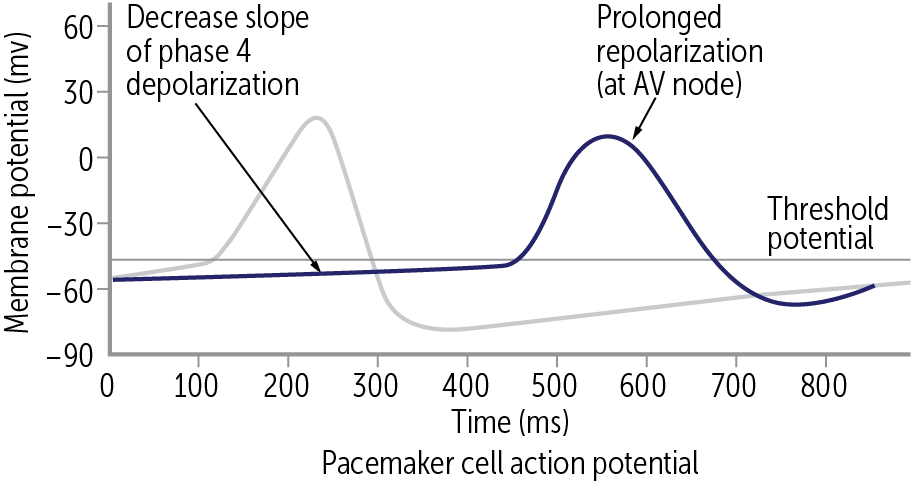 Decrease slope
of phase 4
depolarization
Prolonged
repolarization
(at AV node)
Threshold
potential
Membrane potential (mv)
60
30
0
−30
−60
−90
0 100 200 300 400 500 600 700 800
Time (ms)
Pacemaker cell action potential